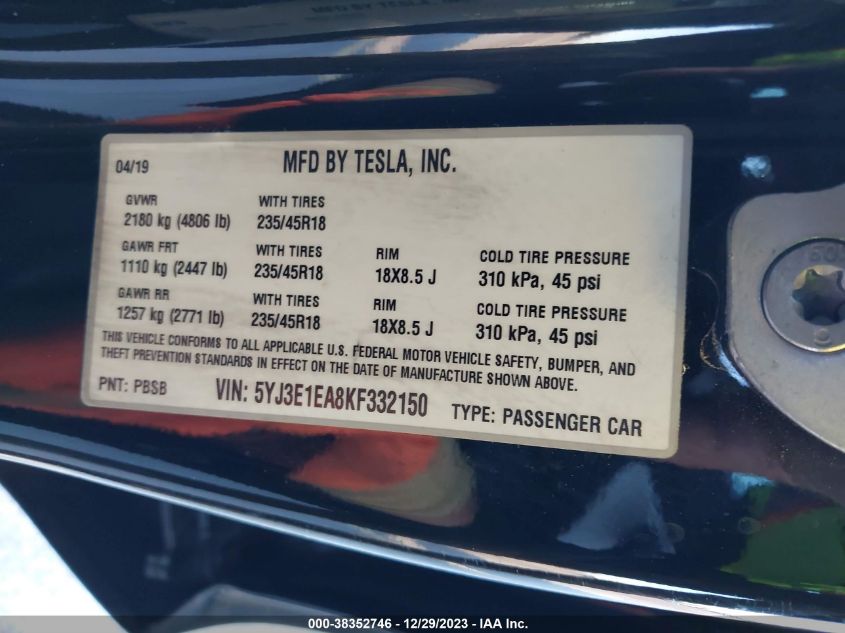 04/19 MFD BY TESLA, INC.
GVWR WITH TIRES
2180 kg (4806 lb) 235/45R18
GAWR FRT WITH TIRES RIM COLD TIRE PRESSURE
1110 kg (2447 lb) 235/45R18 18X8.5 J 310 kPa, 45 psi
GAWR RR WITH TIRES RIM COLD TIRE PRESSURE
1257 kg (2771 lb) 235/45R18 18X8.5 J 310 kPa, 45 psi
THIS VEHICLE CONFORMS TO ALL APPLICABLE U.S. FEDERAL MOTOR VEHICLE SAFETY, BUMPER, AND
THEFT PREVENTION STANDARDS IN EFFECT ON THE DATE OF MANUFACTURE SHOWN ABOVE.
PNT: PBSB VIN: 5YJ3E1EA8KF332150 TYPE: PASSENGER CAR
000-38352746 - 12/29/2023 - IAA Inc.